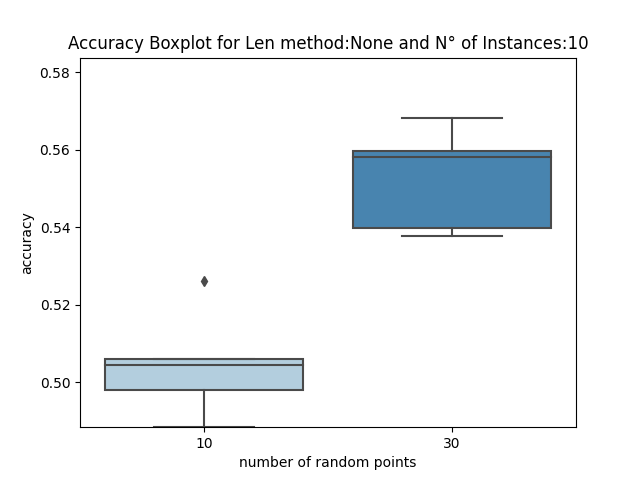 Accuracy Boxplot for Len method:None and N° of Instances:10
0.58
0.56
0.54
0.52
0.50
accuracy
10 30
number of random points